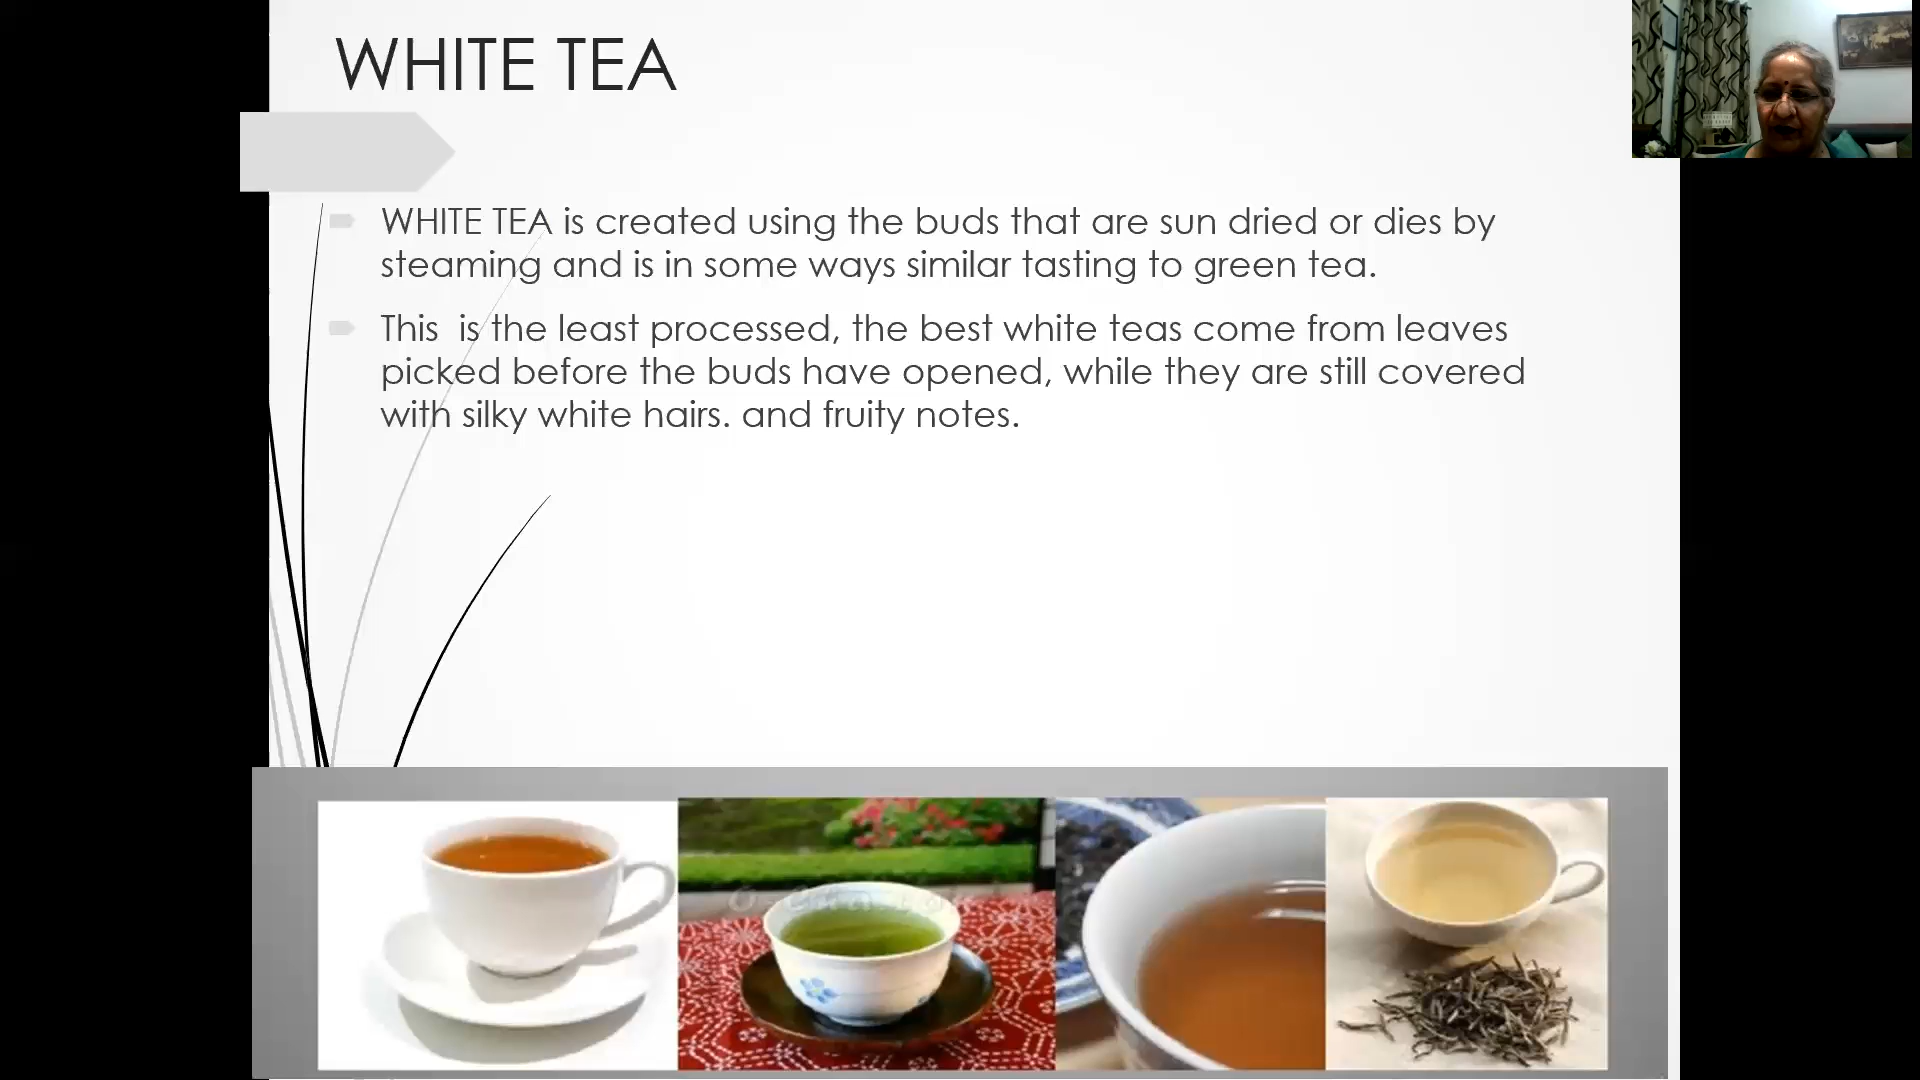 WHITE TEA
WHITE TEA is created using the buds that are sun dried or dies by
steaming and is in some ways similar tasting to green tea.
This  is the least processed, the best white teas come from leaves
picked before the buds have opened, while they are still covered
with silky white hairs. and fruity notes.